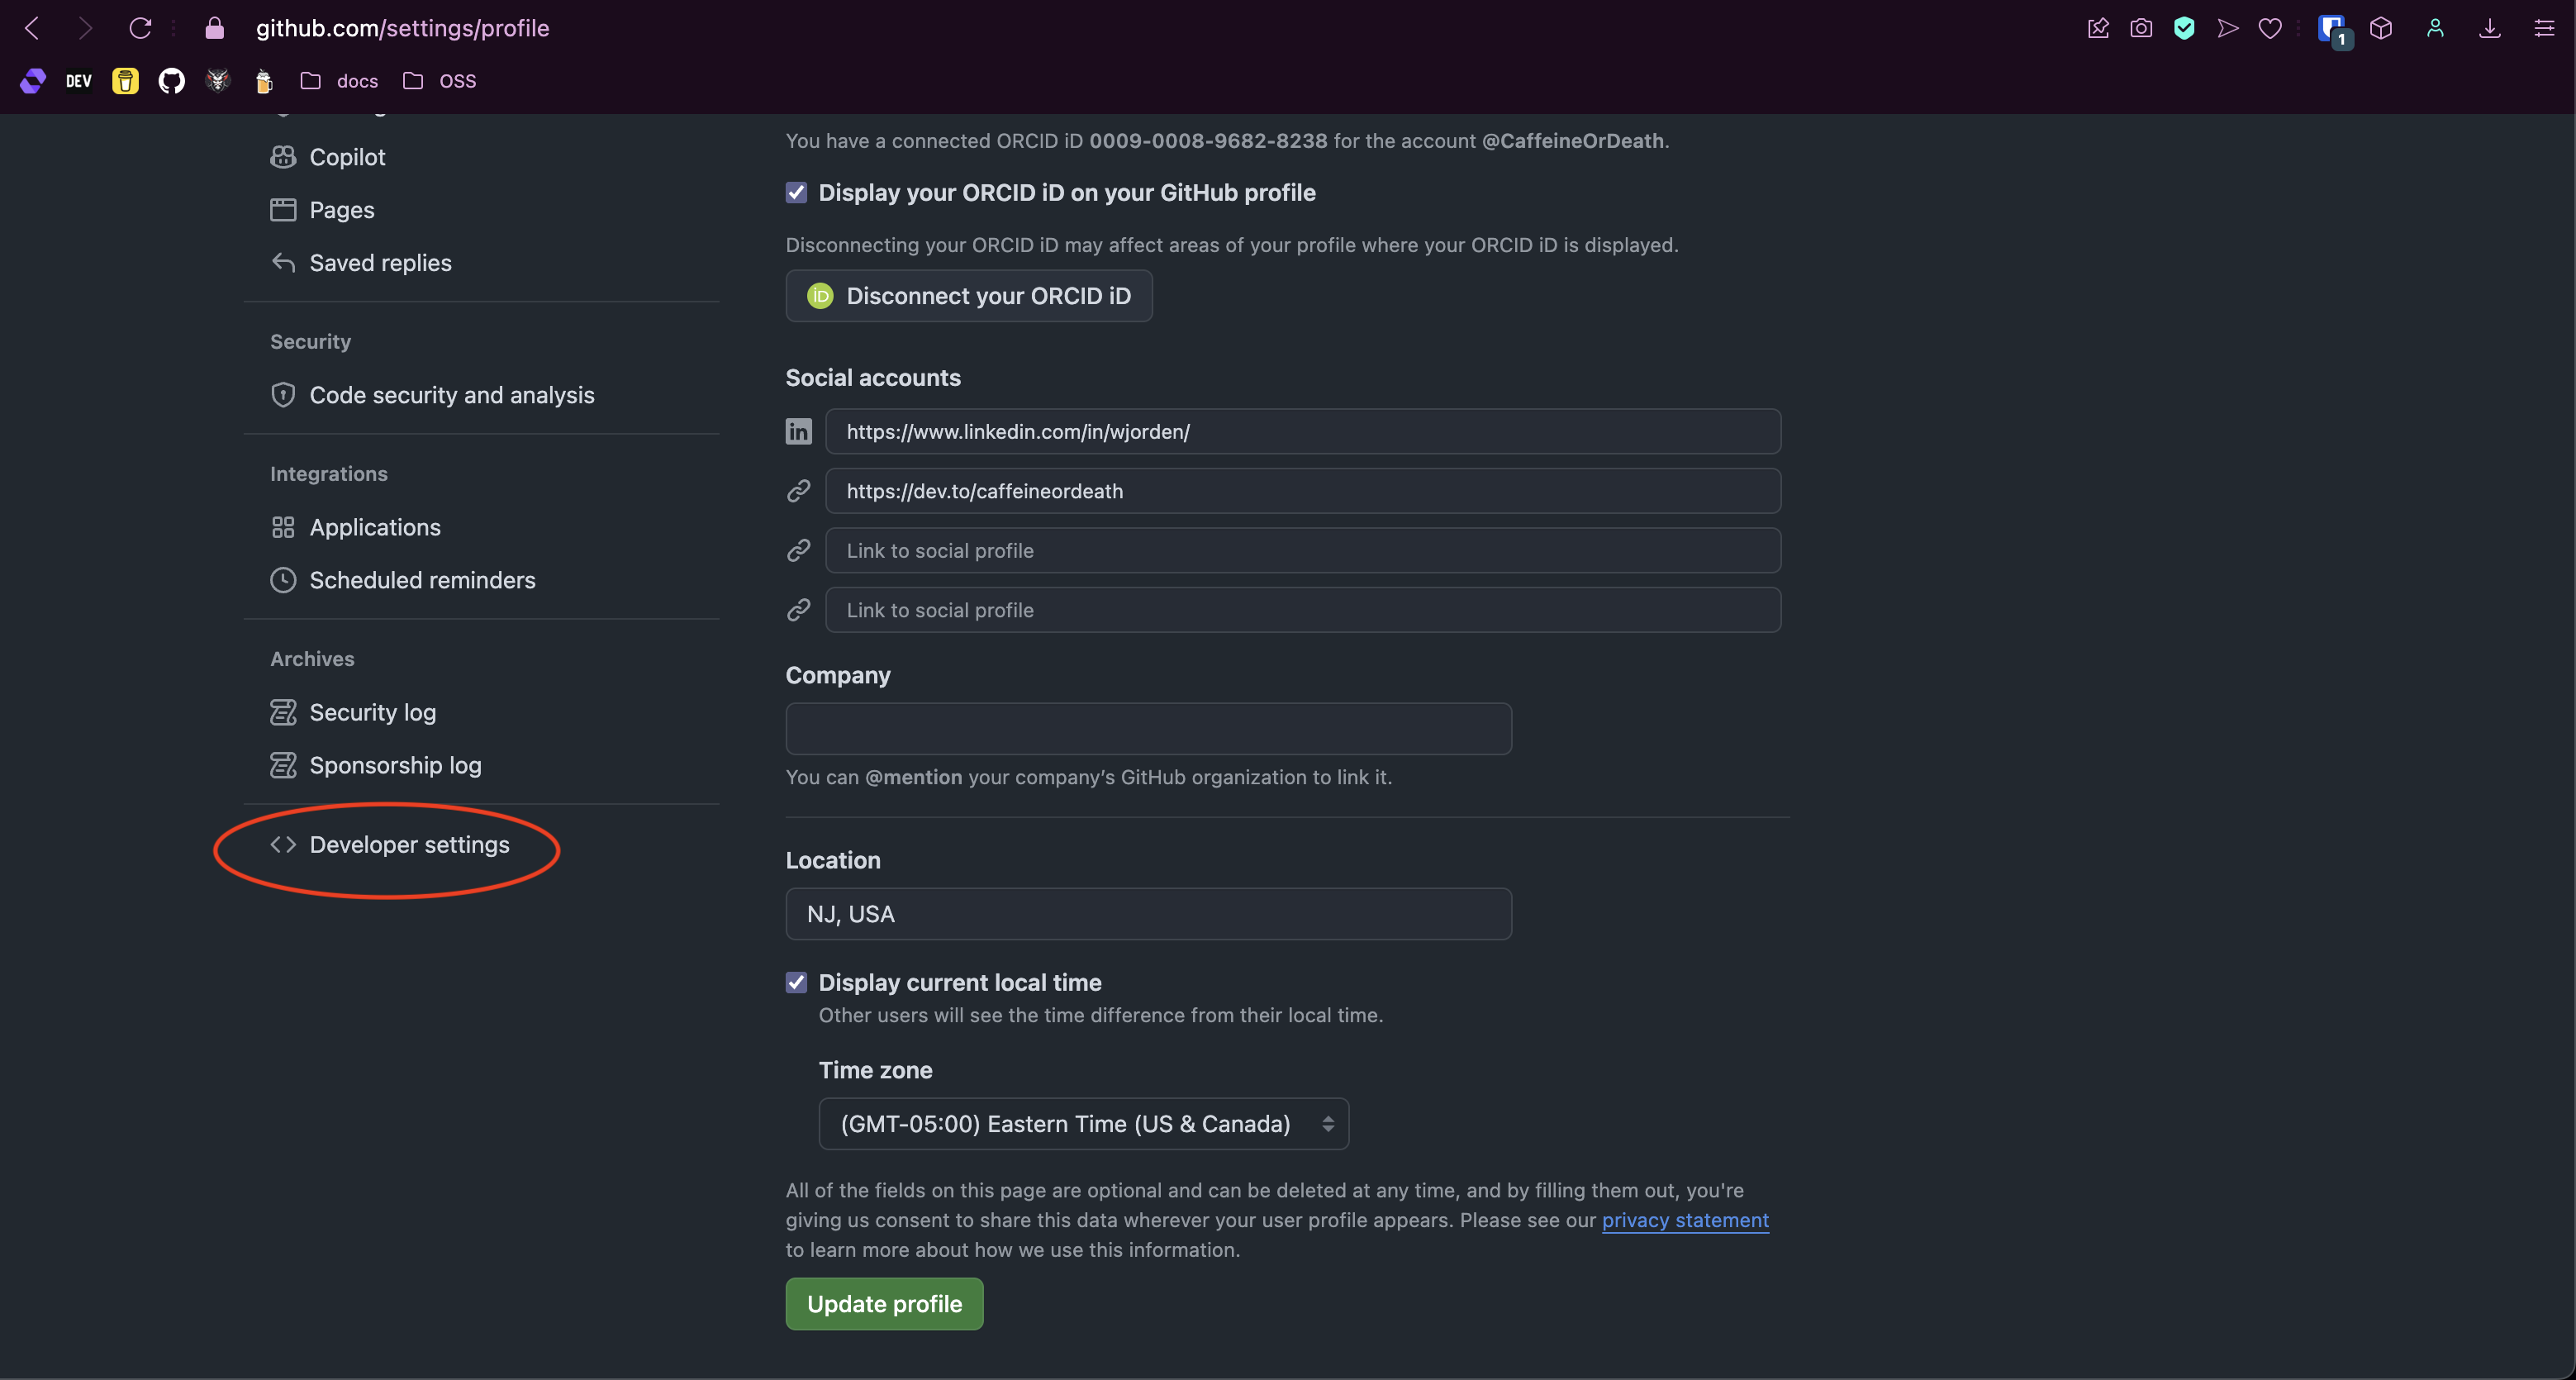 github.com/settings/profile
1
DEV
docs
OSS
Copilot
Pages
Saved replies
Security
Code security and analysis
Integrations
Applications
Scheduled reminders
Archives
Security log
Sponsorship log
Developer settings
You have a connected ORCID iD 0009-0008-9682-8238 for the account @CaffeineOrDeath.
Display your ORCID iD on your GitHub profile
Disconnecting your ORCID iD may affect areas of your profile where your ORCID iD is displayed.
iD Disconnect your ORCID iD
Social accounts
in https://www.linkedin.com/in/wjorden/
https://dev.to/caffeineordeath
Link to social profile
Link to social profile
Company
You can @mention your company’s GitHub organization to link it.
Location
NJ, USA
Display current local time
Other users will see the time difference from their local time.
Time zone
(GMT-05:00) Eastern Time (US & Canada)
All of the fields on this page are optional and can be deleted at any time, and by filling them out, you're
giving us consent to share this data wherever your user profile appears. Please see our privacy statement
to learn more about how we use this information.
Update profile